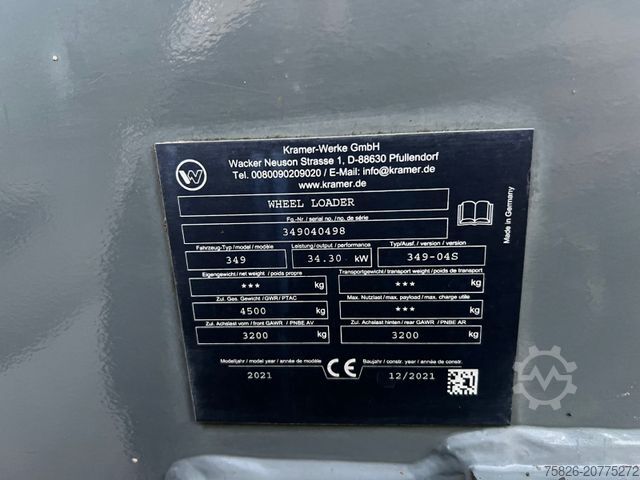 Kramer-Werke GmbH
Wacker Neuson Strasse 1, D-88630 Pfullendorf
Tel. 0080090209020 / E-Mail: info@kramer.de
www.kramer.de
WHEEL LOADER
Fg.-Nr./ serial no./ no. de série
349040498
Fahrzeug-Typ / model / modèle Leistung / output / performance Typ/Ausf. / version / version
349 34.30 kW 349-04S
Eigengewicht / net weight / poids propre Transportgewicht / transport weight / poids de transport
*** kg *** kg
Zul. Ges. Gewicht / GWR/ PTAC Max. Nutzlast / max. payload / max. charge utile
4500 kg *** kg
Zul. Achslast vorn / front GAWR / PNBE AV Zul. Achslast hinten / rear GAWR / PNBE AR
3200 kg 3200 kg
Modelljahr / model year / année de modèle Baujahr / constr. year / année de constr.
2021 CE 12/2021
Made in Germany
W
75826-20775272